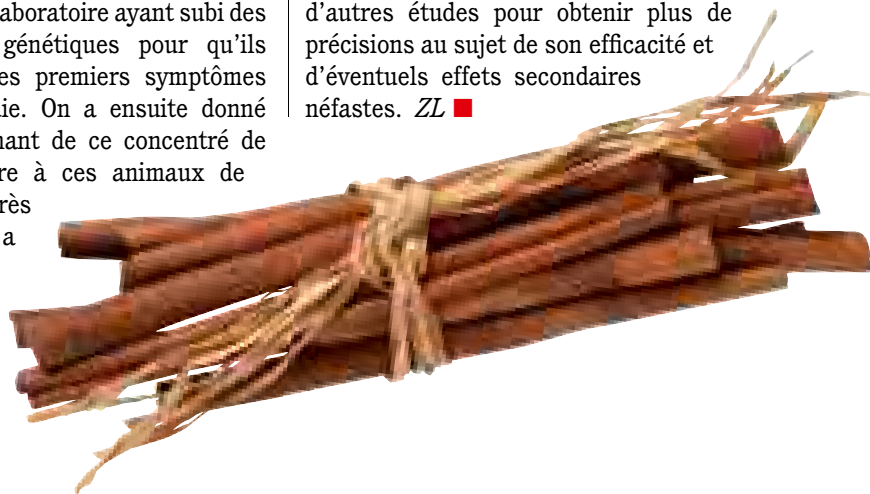 aboratoire ayant subi des
génétiques pour qu'ils
es premiers symptômes
ie. On a ensuite donné
nant de ce concentré de
re à ces animaux de
rès
a
d'autres études pour obtenir plus de
précisions au sujet de son efficacité et
d'éventuels effets secondaires
néfastes. ZL